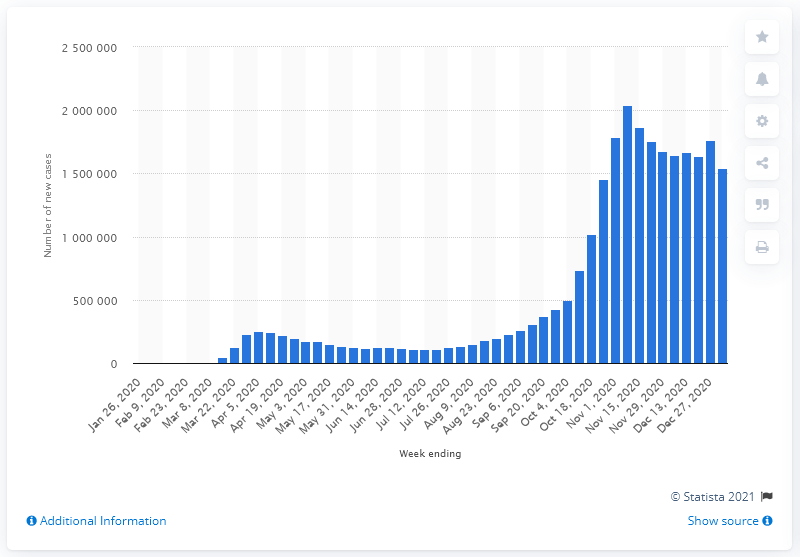 2 500 000
2 000 000
1 500 000
1 000 000
500 000
0
Number of new cases
Jan 26, 2020
Feb 9, 2020
Feb 23, 2020
Mar 8, 2020
Mar 22, 2020
Apr 5, 2020
Apr 19, 2020
May 3, 2020
May 17, 2020
May 31, 2020
Jun 14, 2020
Jun 28, 2020
Jul 12, 2020
Jul 26, 2020
Aug 9, 2020
Aug 23, 2020
Sep 6, 2020
Sep 20, 2020
Oct 4, 2020
Oct 18, 2020
Nov 1, 2020
Nov 15, 2020
Nov 29, 2020
Dec 13, 2020
Dec 27, 2020
Week ending
© Statista 2021
Additional Information
Show source